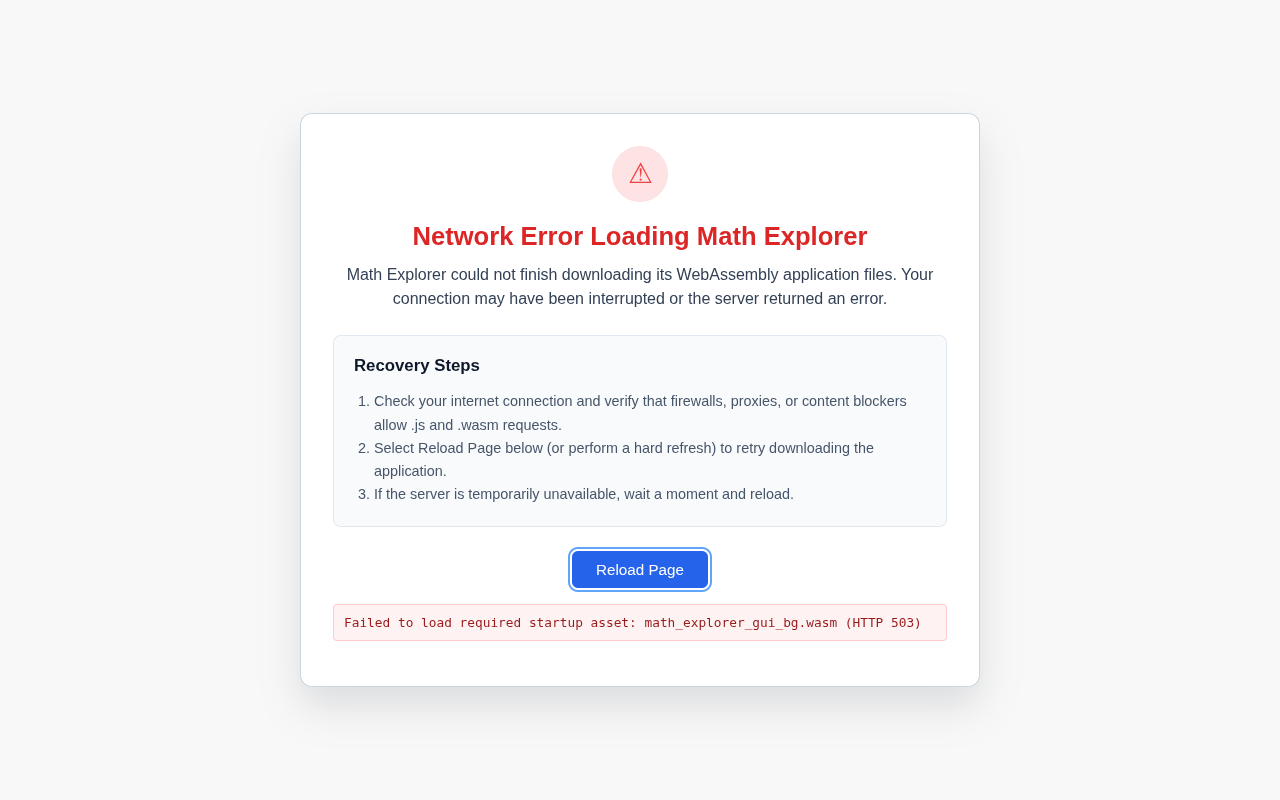 Network Error Loading Math Explorer
Math Explorer could not finish downloading its WebAssembly application files. Your
connection may have been interrupted or the server returned an error.
Recovery Steps
1. Check your internet connection and verify that firewalls, proxies, or content blockers
allow .js and .wasm requests.
2. Select Reload Page below (or perform a hard refresh) to retry downloading the
application.
3. If the server is temporarily unavailable, wait a moment and reload.
Reload Page
Failed to load required startup asset: math_explorer_gui_bg.wasm (HTTP 503)